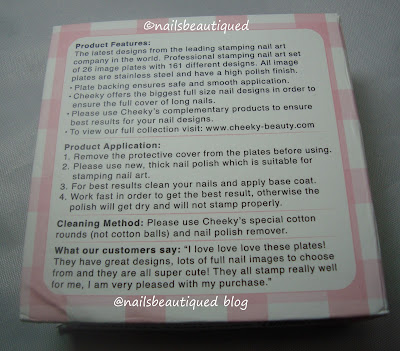 @nailsbeautiqued
Product Features:
The latest designs from the leading stamping nail art
company in the world. Professional stamping nail art set
of 26 image plates with 161 different designs. All image
plates are stainless steel and have a high polish finish.
• Plate backing ensures safe and smooth application.
• Cheeky offers the biggest full size nail designs in order to
ensure the full cover of long nails.
• Please use Cheeky's complementary products to ensure
best results for your nail designs.
• To view our full collection visit: www.cheeky-beauty.com
Product Application:
1. Remove the protective cover from the plates before using.
2. Please use new, thick nail polish which is suitable for
stamping nail art.
3. For best results clean your nails and apply base coat.
4. Work fast in order to get the best result, otherwise the
polish will get dry and will not stamp properly.
Cleaning Method: Please use Cheeky's special cotton
rounds (not cotton balls) and nail polish remover.
What our customers say: "I love love love these plates!
They have great designs, lots of full nail images to choose
from and they are all super cute! They all stamp really well
for me, I am very pleased with my purchase."
@nailsbeautiqued blog